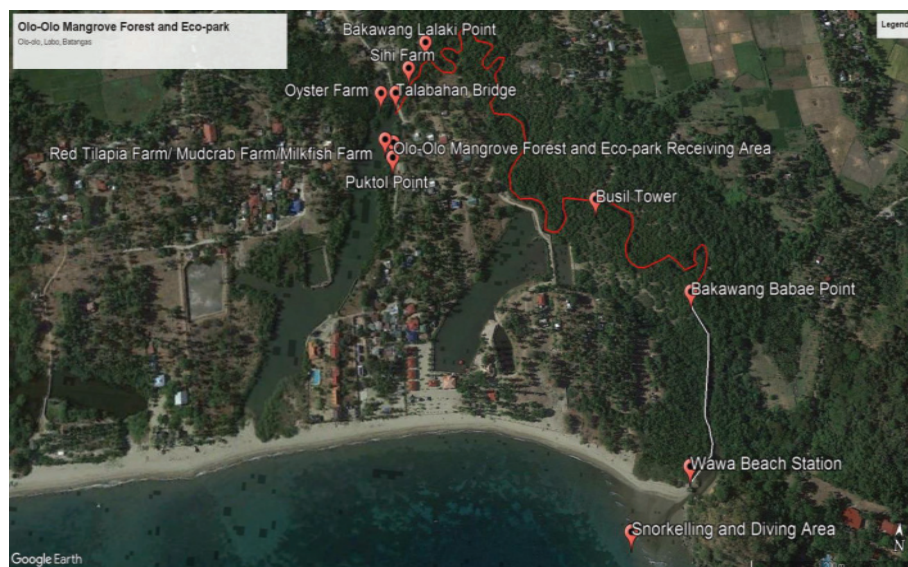 Olo-Olo Mangrove Forest and Eco-park
Olo-olo, Lobo, Batangas
Legend
Bakawang Lalaki Point
Sihi Farm
Oyster Farm
Talabahan Bridge
Red Tilapia Farm/ Mudcrab Farm/Milkfish Farm
Olo-Olo Mangrove Forest and Eco-park Receiving Area
Puktol Point
Busil Tower
Bakawang Babae Point
Wawa Beach Station
Snorkelling and Diving Area
Google Earth
N